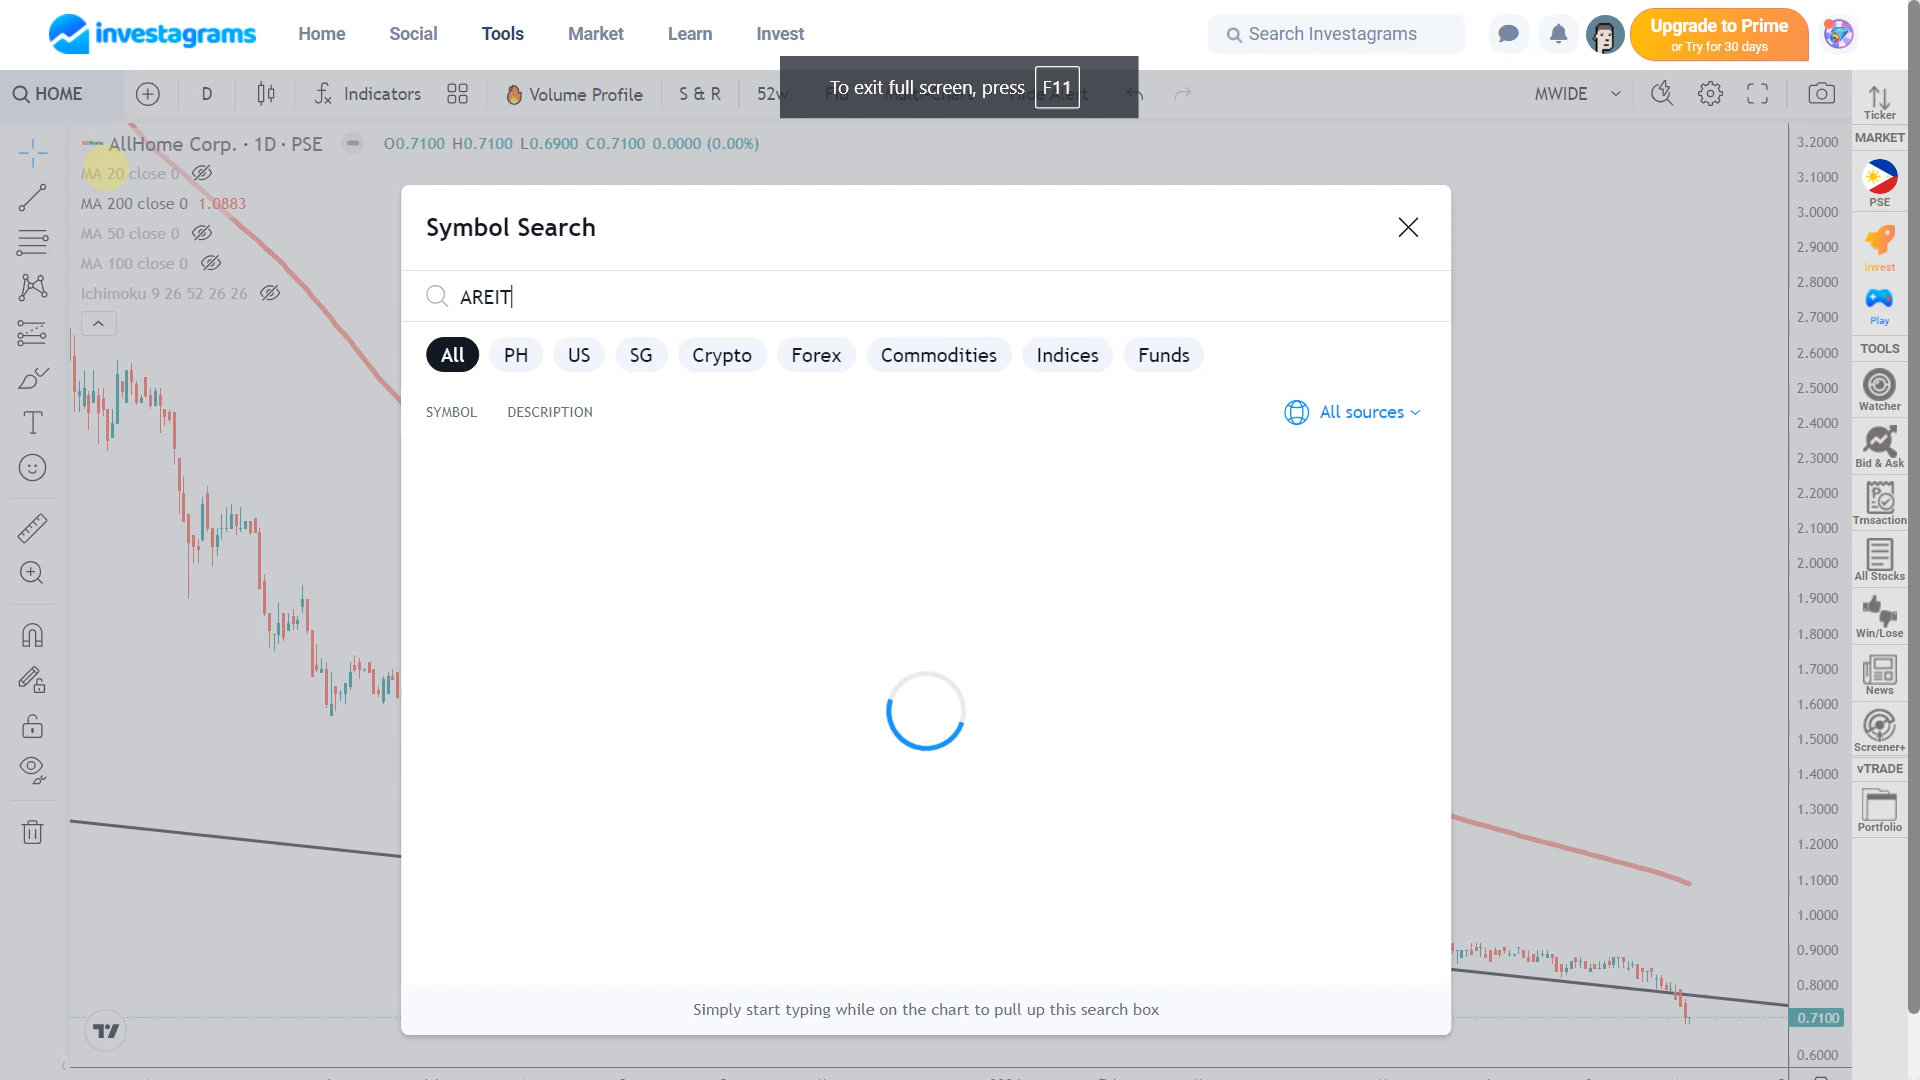 investagrams
Home
Social
Tools
Market
Learn
Invest
Search Investagrams
Upgrade to Prime
or Try for 30 days
HOME
D
Indicators
Volume Profile
S & R
52w
To exit full screen, press F11
MWIDE
Ticker
AllHome Corp. · 1D · PSE
O0.7100 H0.7100 L0.6900 C0.7100 0.0000 (0.00%)
MA 20 close 0
MA 200 close 0 1.0883
MA 50 close 0
MA 100 close 0
Ichimoku 9 26 52 26 26
Symbol Search
AREIT
All
PH
US
SG
Crypto
Forex
Commodities
Indices
Funds
SYMBOL
DESCRIPTION
All sources
Simply start typing while on the chart to pull up this search box
3.2000
3.1000
3.0000
2.9000
2.8000
2.7000
2.6000
2.5000
2.4000
2.3000
2.2000
2.1000
2.0000
1.9000
1.8000
1.7000
1.6000
1.5000
1.4000
1.3000
1.2000
1.1000
1.0000
0.9000
0.8000
0.7100
0.6000
MARKET
PSE
Invest
Play
TOOLS
Watcher
Bid & Ask
Trnsaction
All Stocks
Win/Lose
News
Screener+
vTRADE
Portfolio